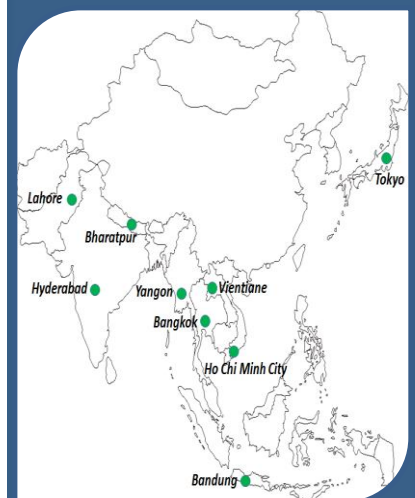 Tokyo
Lahore
Bharatpur
Hyderabad
Yangon
Vientiane
Bangkok
Ho Chi Minh City
Bandung